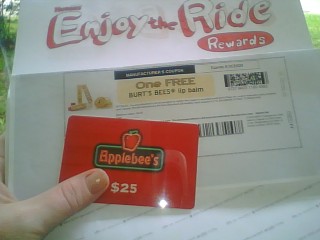 Enjoy the Ride
Rewards
MANUFACTURER'S COUPON
One FREE
BURT'S BEES® lip balm
Applebee's
$25